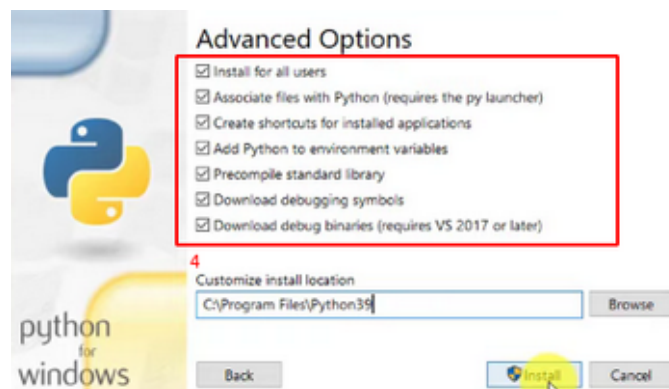 Advanced Options
Install for all users
Associate files with Python (requires the py launcher)
Create shortcuts for installed applications
Add Python to environment variables
Precompile standard library
Download debugging symbols
Download debug binaries (requires VS 2017 or later)
4
Customize install location
C:\Program Files\Python39
Browse
python
for
windows
Back
Install
Cancel